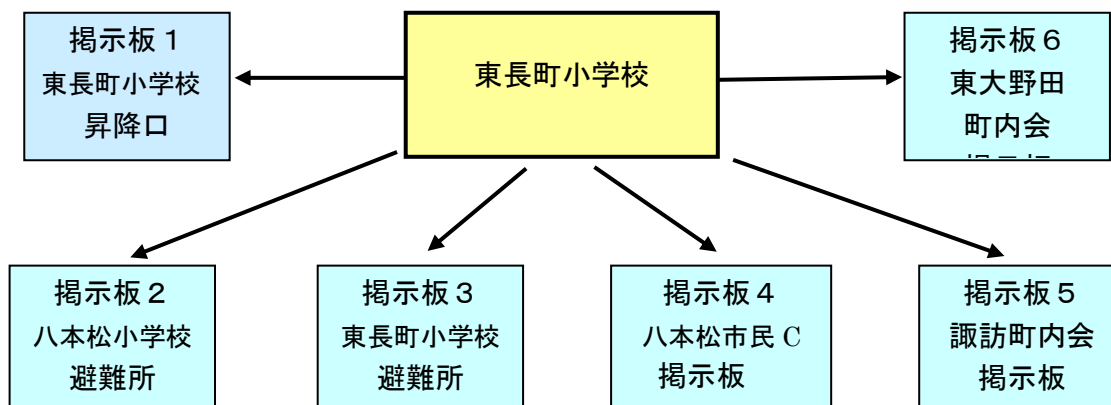 掲示板１
東長町小学校
昇降口
東長町小学校
掲示板６
東大野田
町内会
掲示板２
八本松小学校
避難所
掲示板３
東長町小学校
避難所
掲示板４
八本松市民 C
掲示板
掲示板５
諏訪町内会
掲示板